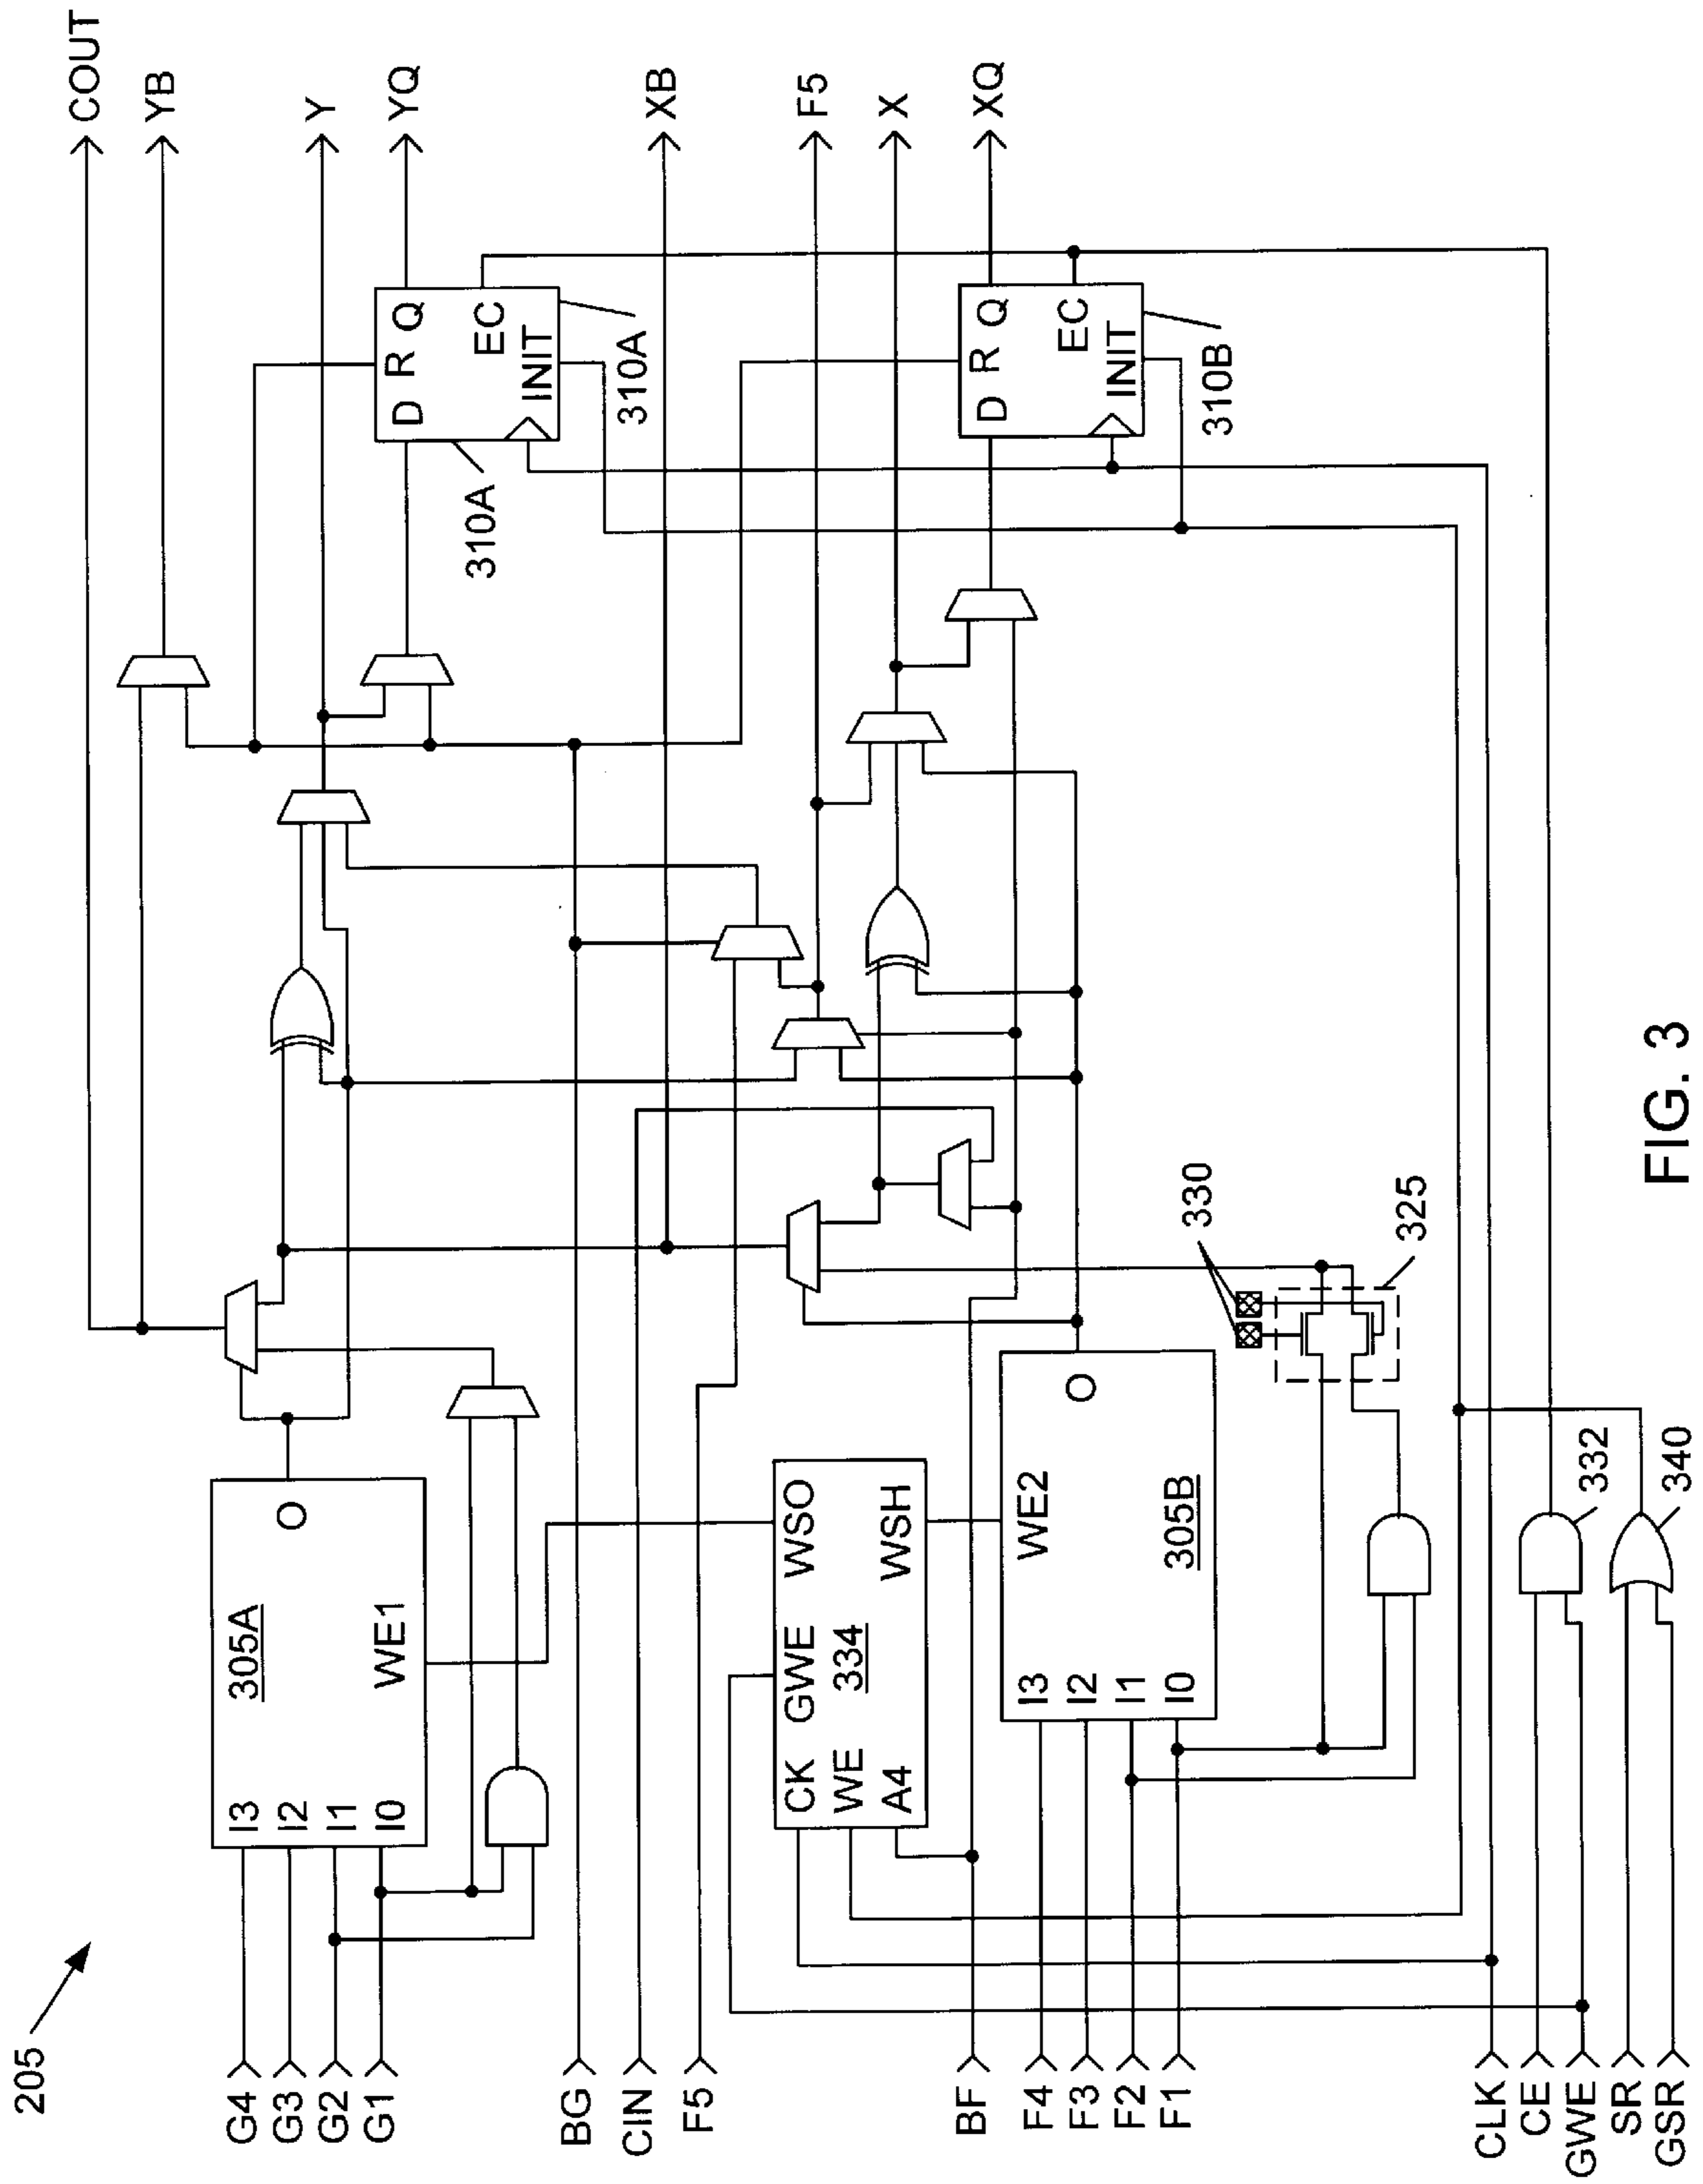 205
G4
G3
G2
G1
BG
CIN
F5
BF
F4
F3
F2
F1
CLK
CE
GWE
SR
GSR
I3
I2
I1
I0
305A
WE1
O
CK GWE WSO
WE 334
A4 WSH
I3 WE2
I2
I1
I0 305B
O
330
325
332
340
310A
D R Q
EC
INIT
310A
D R Q
EC
INIT
310B
COUT
YB
Y
YQ
XB
F5
X
XQ
FIG. 3